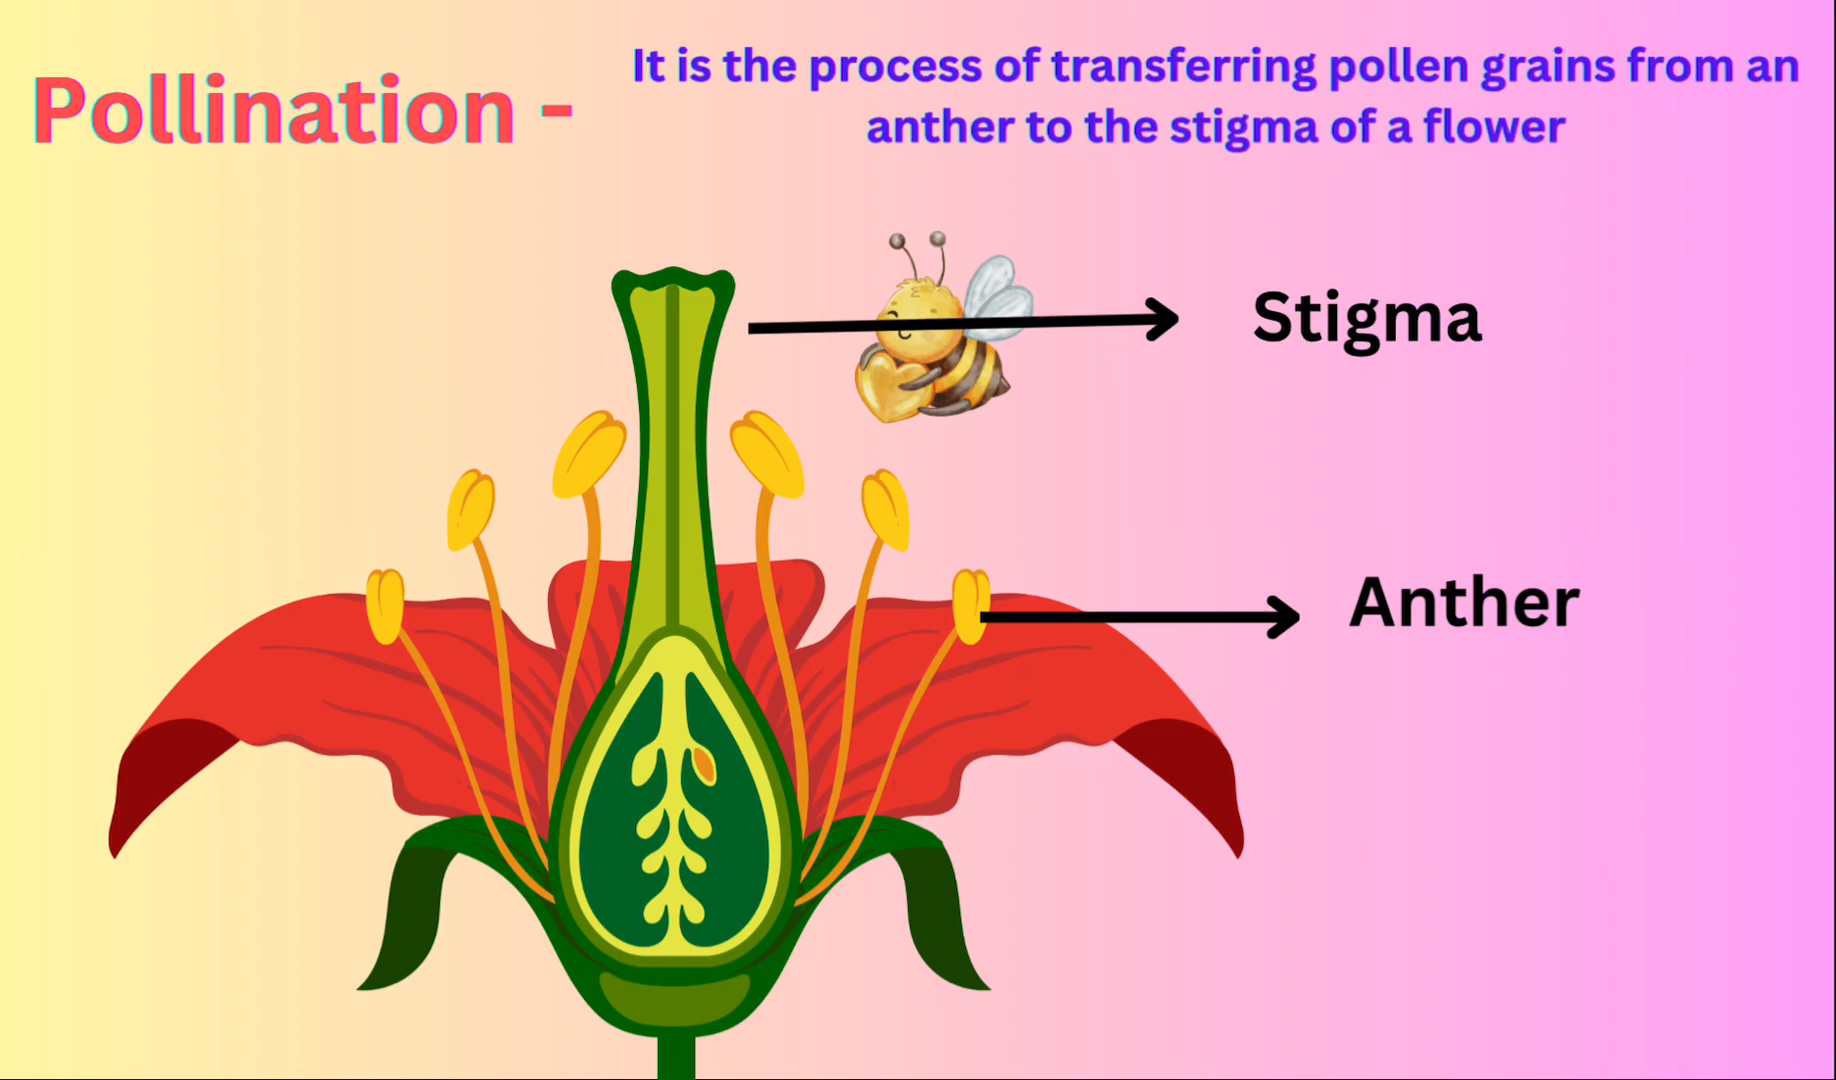 Pollination -
It is the process of transferring pollen grains from an
anther to the stigma of a flower
Stigma
Anther